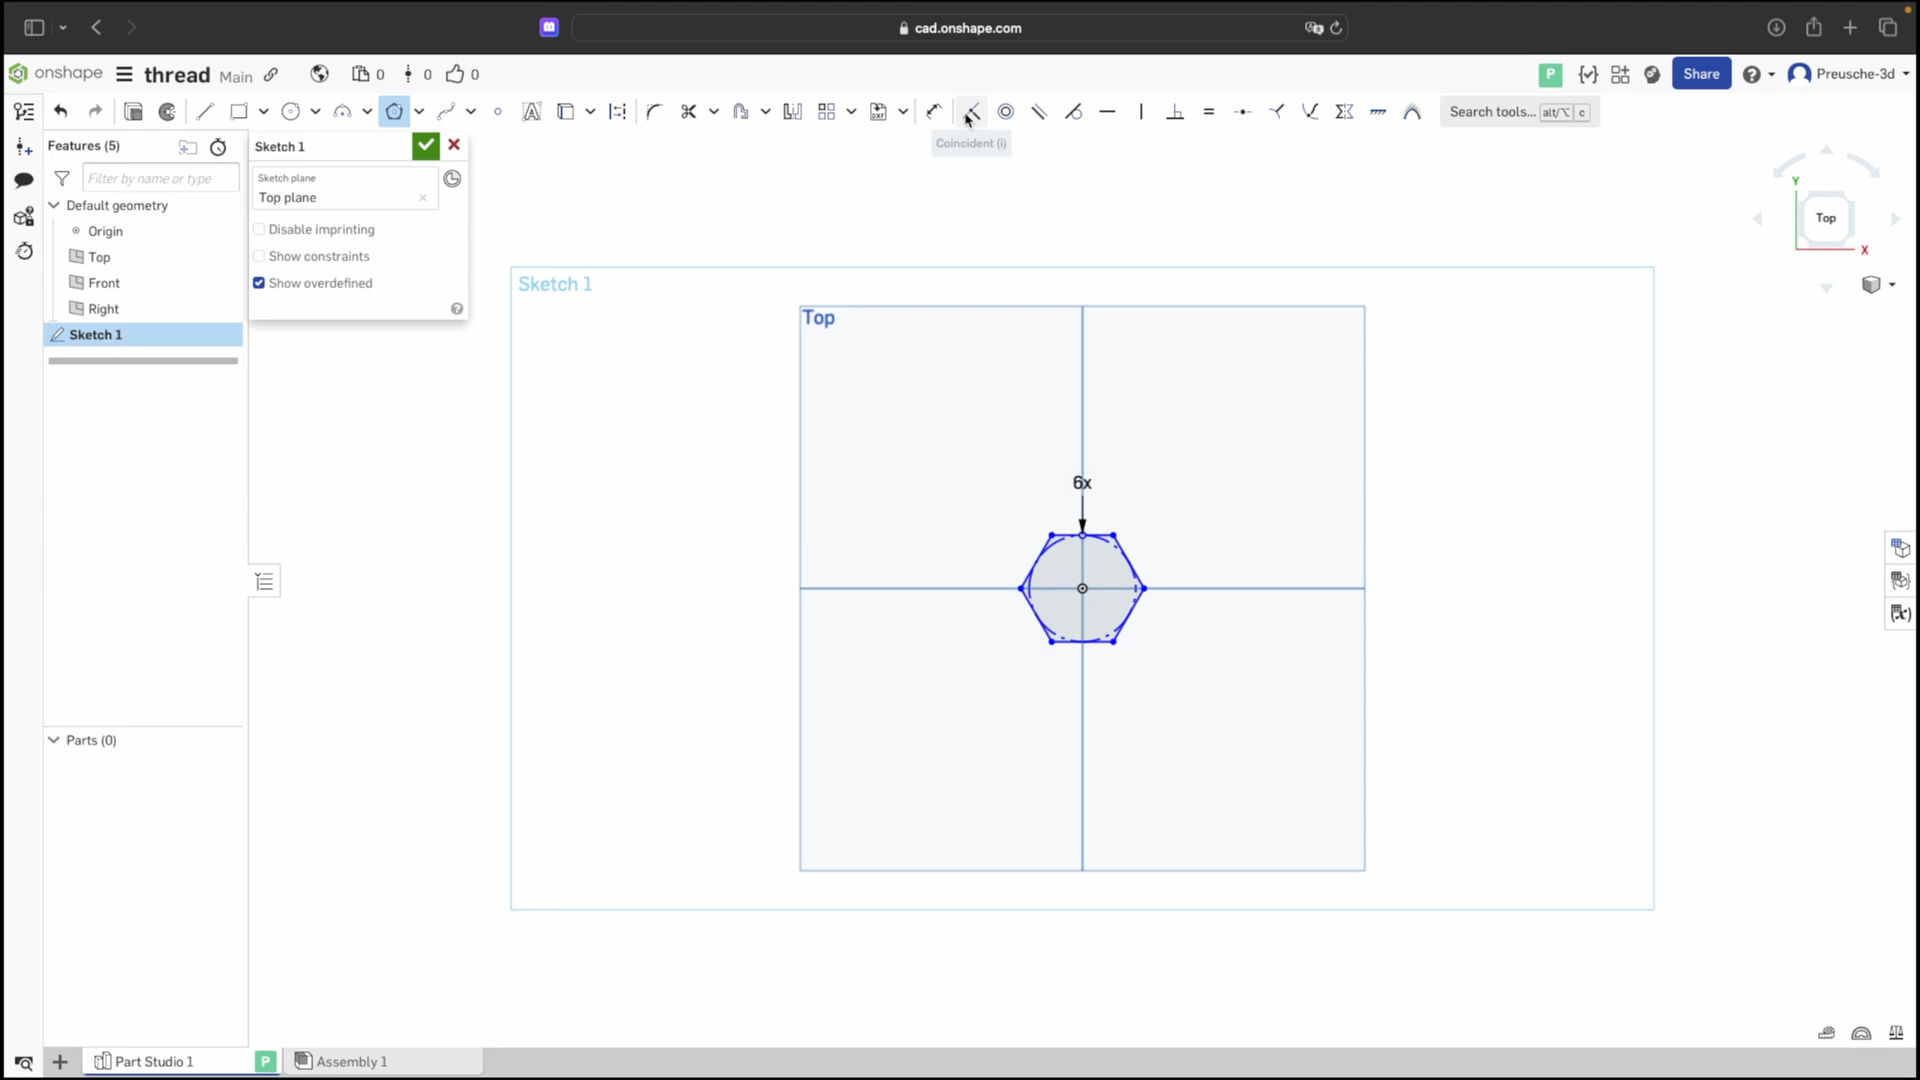 cad.onshape.com
onshape thread Main 0 0 0 P Share Preusche-3d
Search tools... alt/⌥ c
Coincident (i)
Features (5)
Filter by name or type
Default geometry
Origin
Top
Front
Right
Sketch 1
Parts (0)
Sketch 1
Sketch plane
Top plane
Disable imprinting
Show constraints
Show overdefined
Sketch 1
Top
6x
Y
Top
X
(x)
Part Studio 1 P Assembly 1